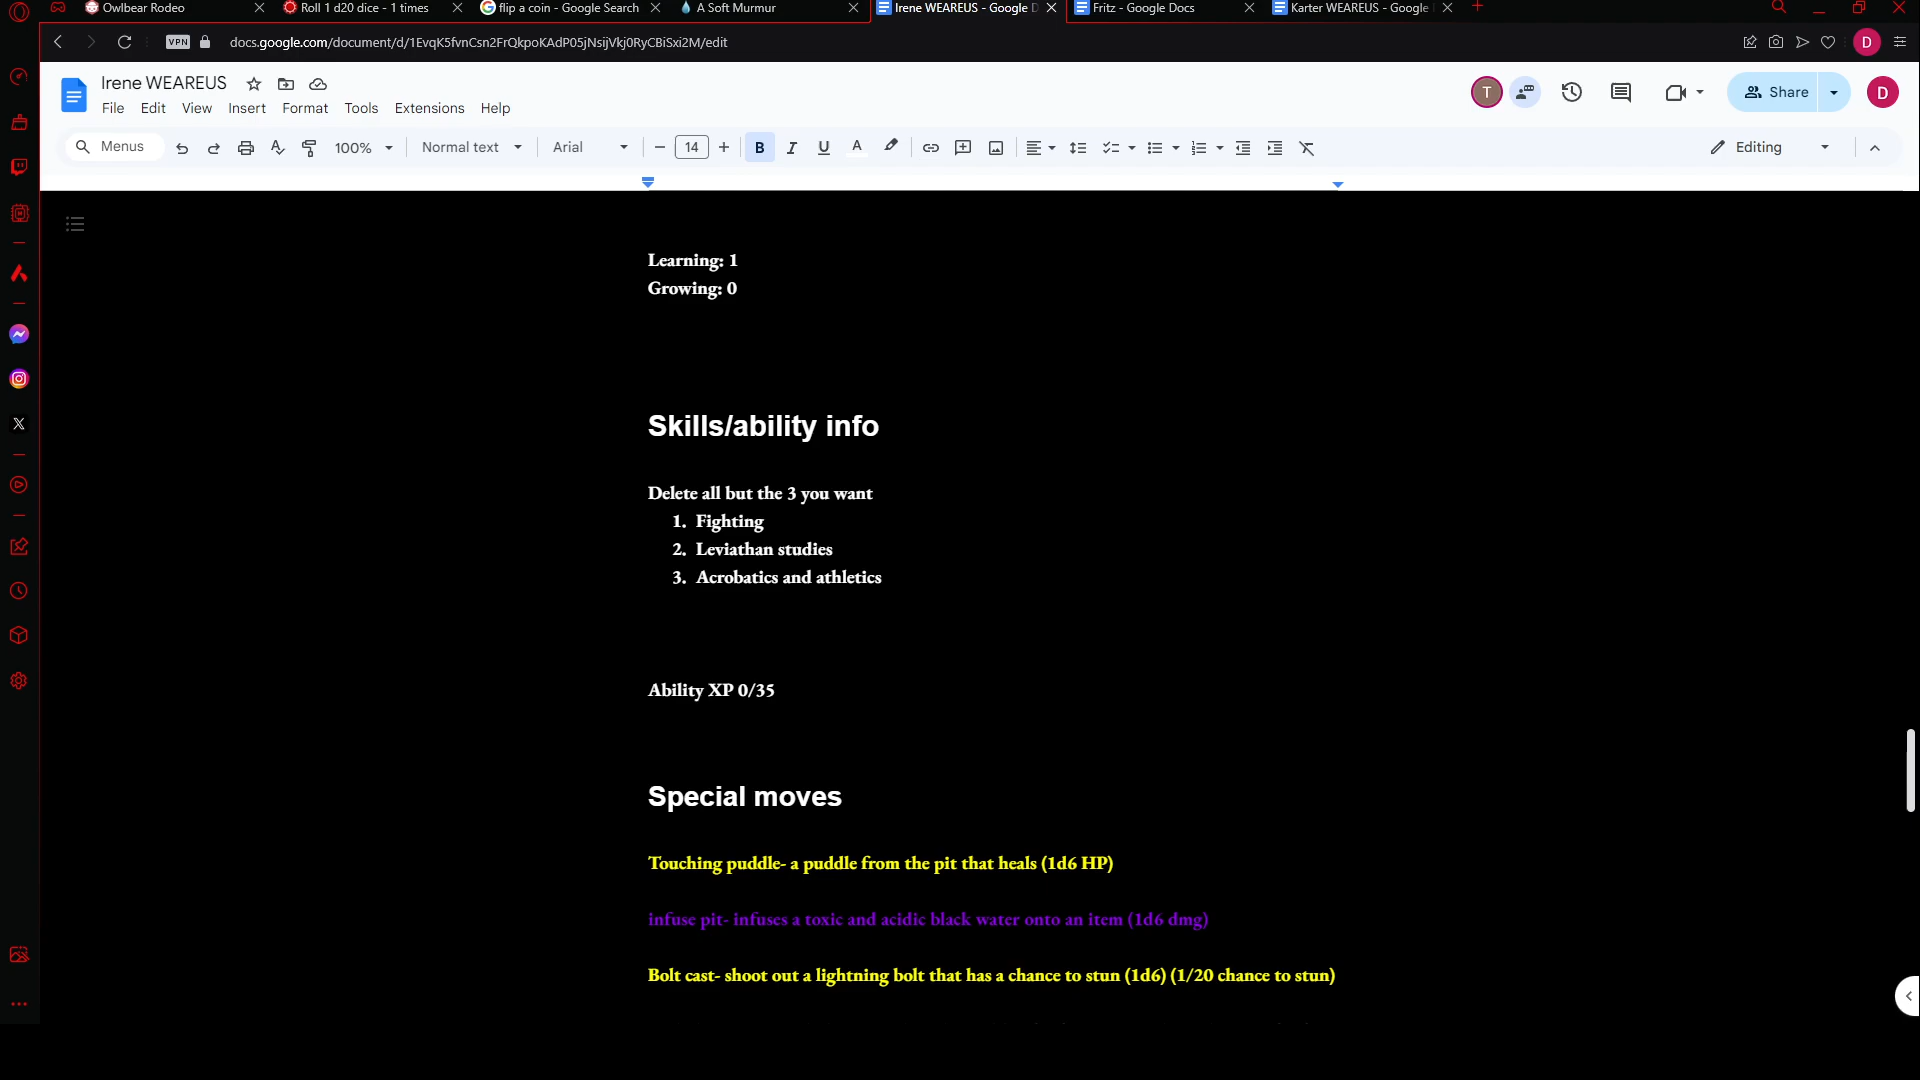 Owlbear Rodeo
Roll 1 d20 dice - 1 times
flip a coin - Google Search
A Soft Murmur
Irene WEAREUS - Google D
Fritz - Google Docs
Karter WEAREUS - Google
VPN
docs.google.com/document/d/1EvqK5fvnCsn2FrQkpoKAdP05jNsijVkj0RyCBiSxi2M/edit
D
Irene WEAREUS
File Edit View Insert Format Tools Extensions Help
T
Share
D
Menus
100%
Normal text
Arial
14
B I U A
Editing
Learning: 1
Growing: 0
Skills/ability info
Delete all but the 3 you want
1. Fighting
2. Leviathan studies
3. Acrobatics and athletics
Ability XP 0/35
Special moves
Touching puddle- a puddle from the pit that heals (1d6 HP)
infuse pit- infuses a toxic and acidic black water onto an item (1d6 dmg)
Bolt cast- shoot out a lightning bolt that has a chance to stun (1d6) (1/20 chance to stun)